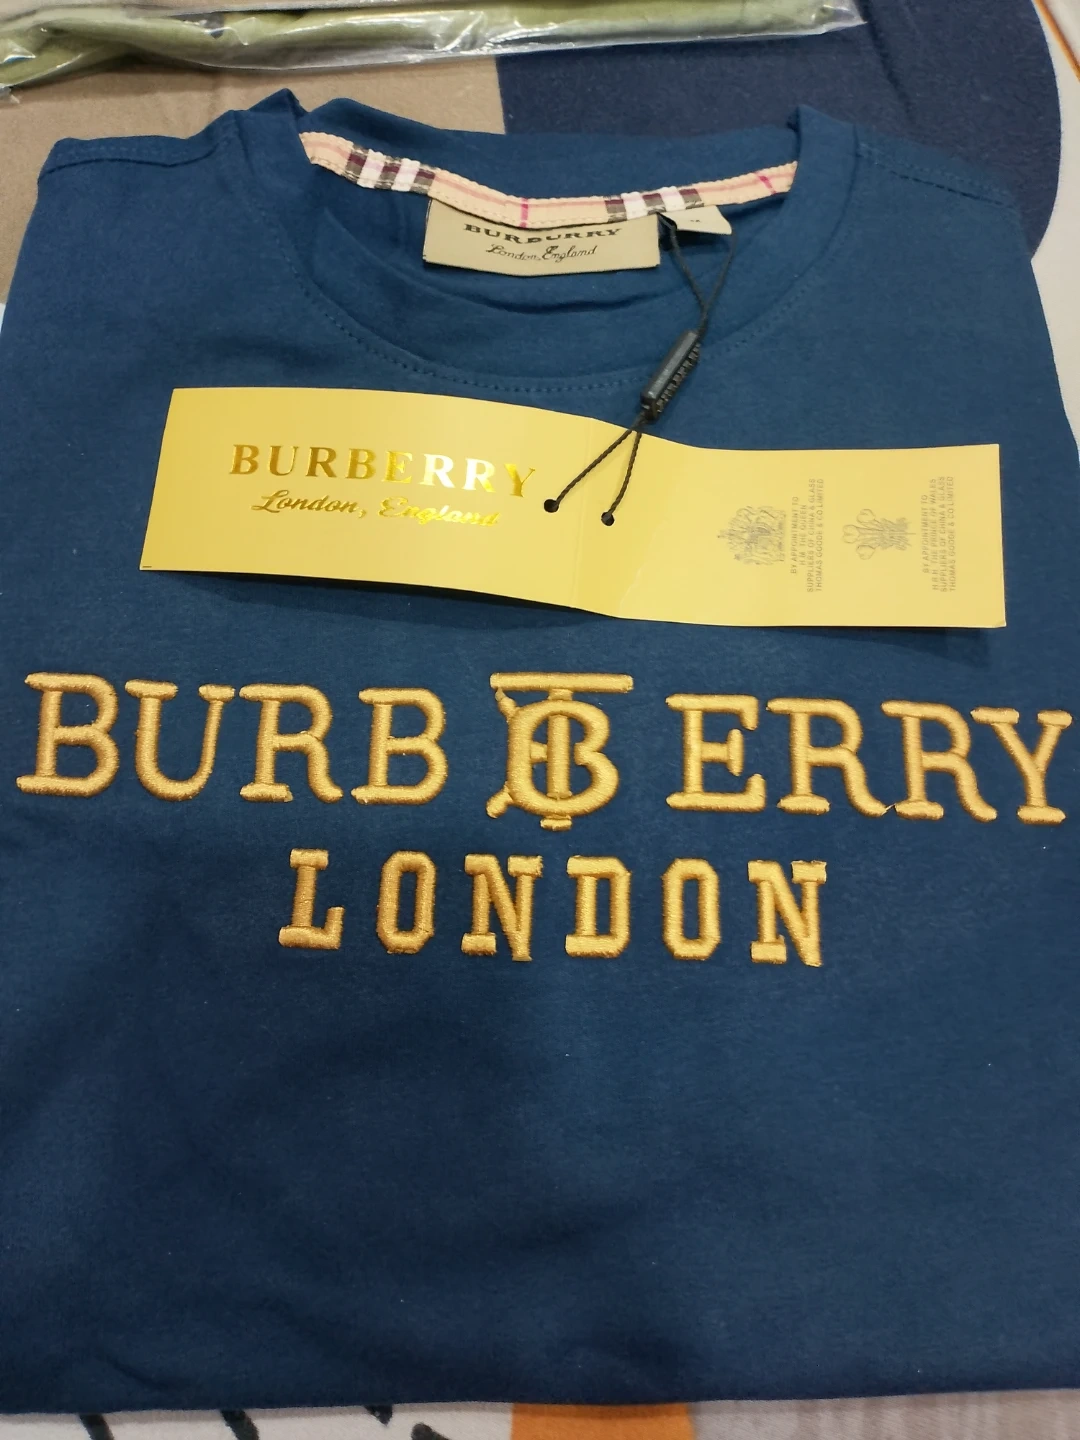 BURBURRY
London, England
BURBERRY
BURBERRY
London, England
BY APPOINTMENT TO
H.M. THE QUEEN
SUPPLIERS OF CHINA & GLASS
THOMAS GOODE & CO LIMITED
BY APPOINTMENT TO
H.R.H. THE PRINCE OF WALES
SUPPLIERS OF CHINA & GLASS
THOMAS GOODE & CO LIMITED
BURB TB ERRY
LONDON